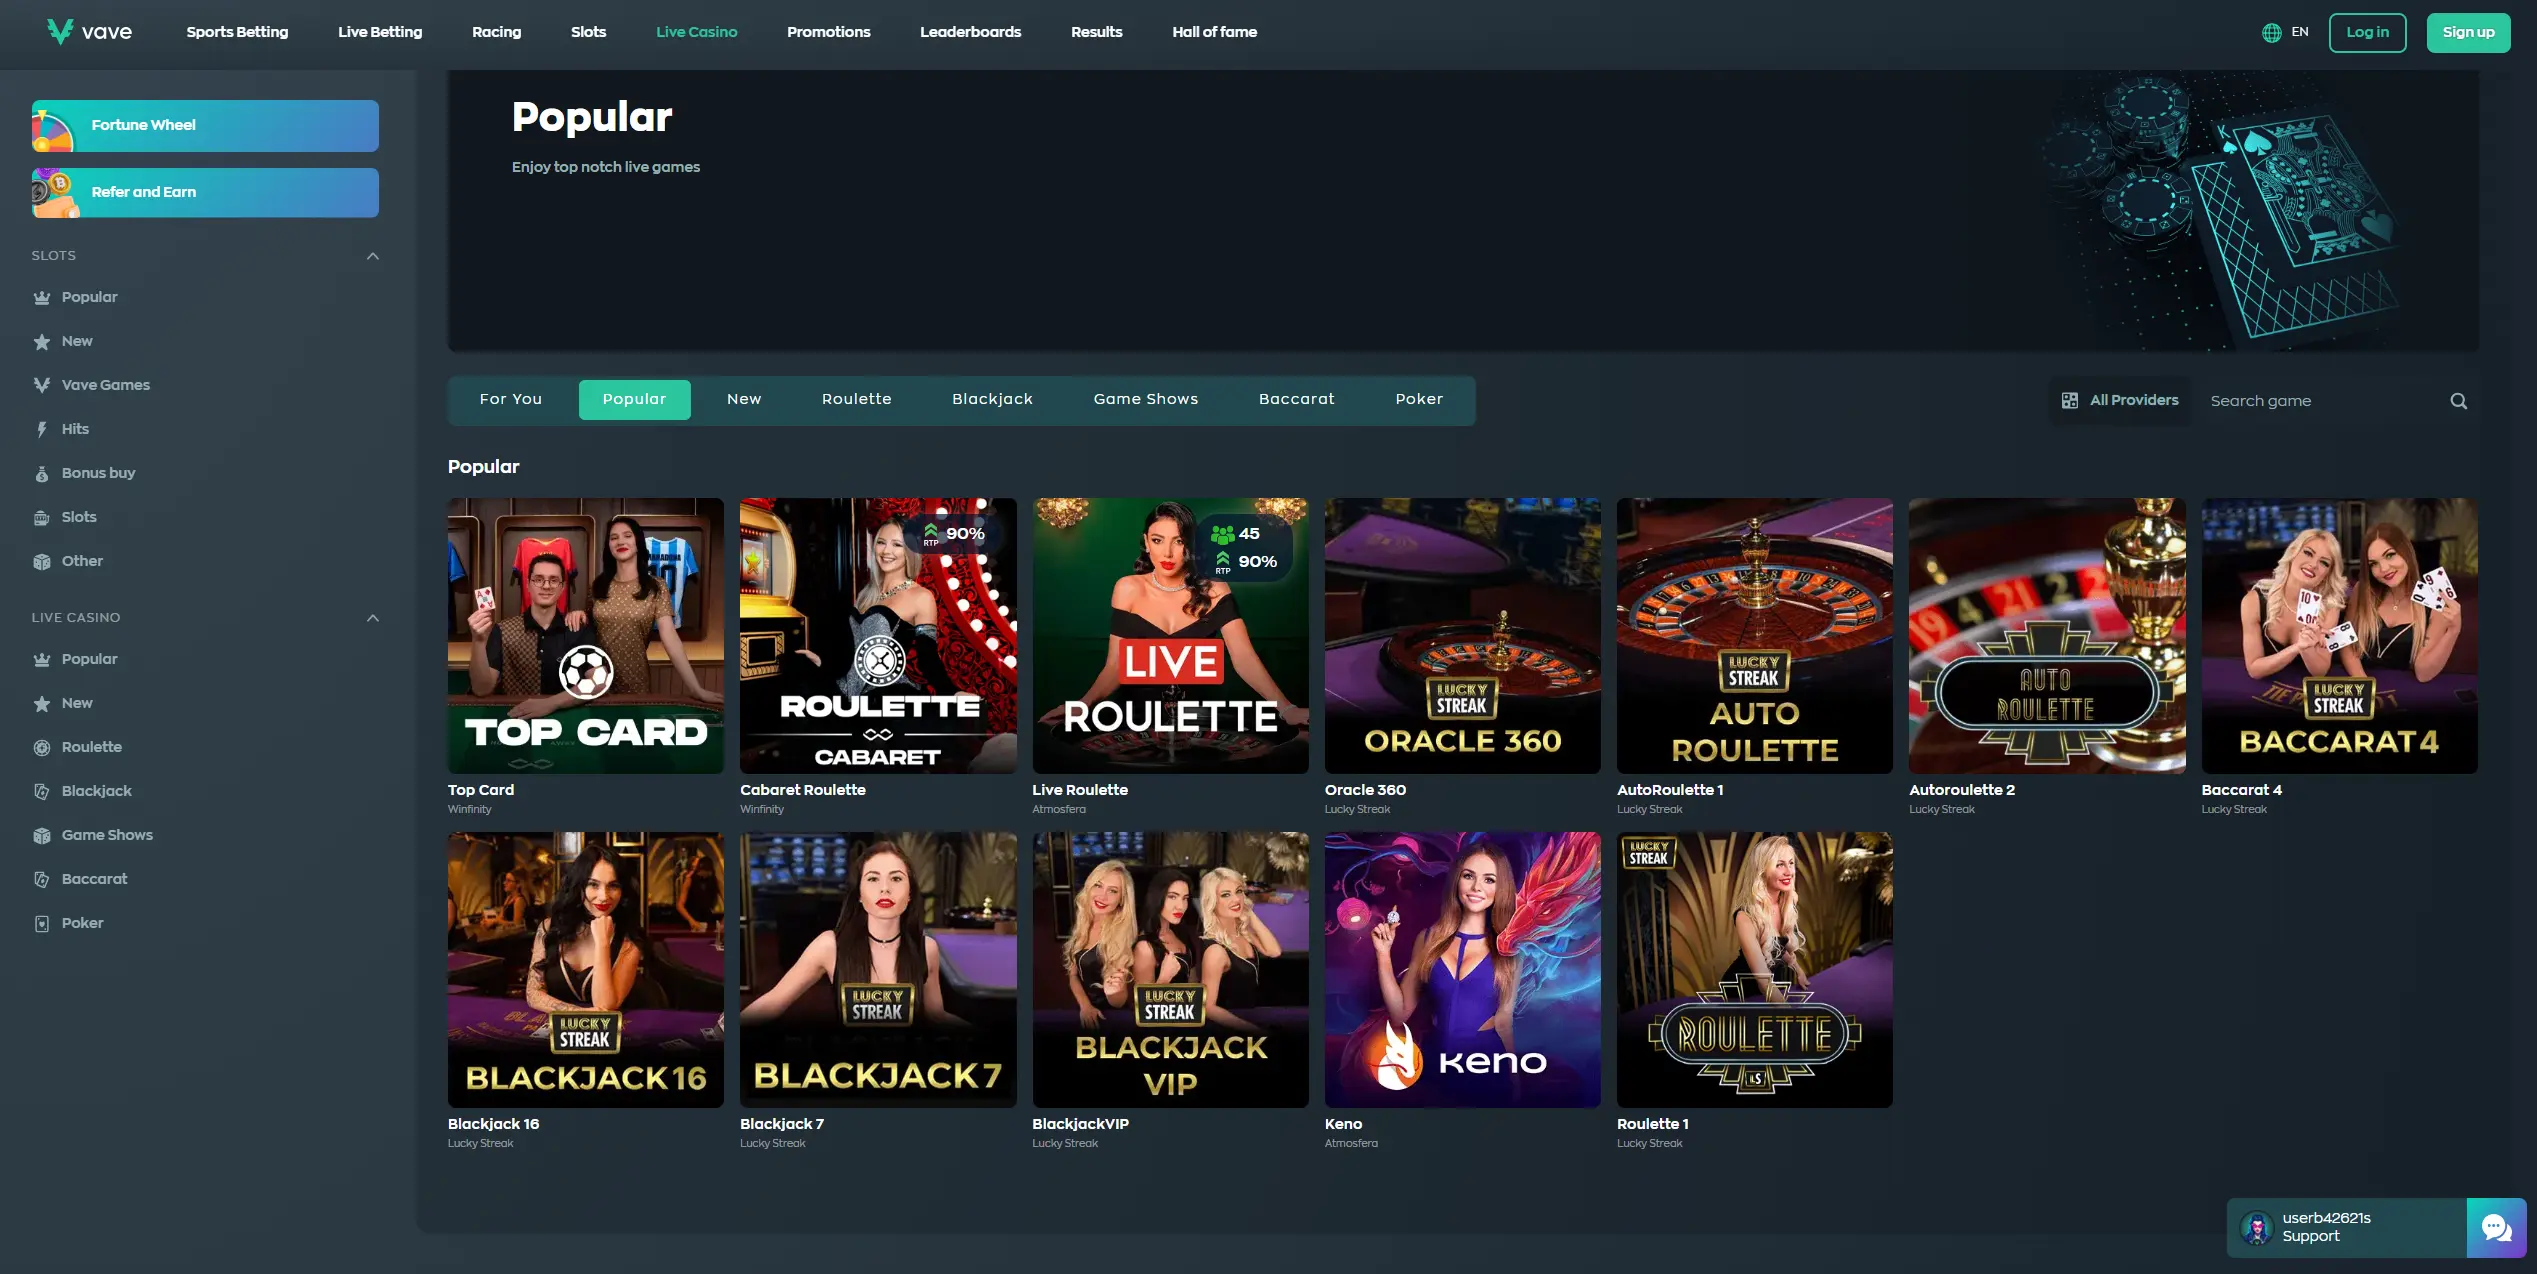 vave
Sports Betting
Live Betting
Racing
Slots
Live Casino
Promotions
Leaderboards
Results
Hall of fame
EN
Log in
Sign up
Fortune Wheel
Refer and Earn
SLOTS
Popular
New
Vave Games
Hits
Bonus buy
Slots
Other
LIVE CASINO
Popular
New
Roulette
Blackjack
Game Shows
Baccarat
Poker
Popular
Enjoy top notch live games
For You
Popular
New
Roulette
Blackjack
Game Shows
Baccarat
Poker
All Providers
Search game
Popular
TOP CARD
Top Card
Winfinity
RTP 90%
ROULETTE
CABARET
Cabaret Roulette
Winfinity
45
RTP 90%
LIVE
ROULETTE
Live Roulette
Atmosfera
LUCKY
STREAK
ORACLE 360
Oracle 360
Lucky Streak
LUCKY
STREAK
AUTO
ROULETTE
AutoRoulette 1
Lucky Streak
AUTO
ROULETTE
Autoroulette 2
Lucky Streak
LUCKY
STREAK
BACCARAT 4
Baccarat 4
Lucky Streak
LUCKY
STREAK
BLACKJACK 16
Blackjack 16
Lucky Streak
LUCKY
STREAK
BLACKJACK 7
Blackjack 7
Lucky Streak
LUCKY
STREAK
BLACKJACK
VIP
BlackjackVIP
Lucky Streak
Keno
Keno
Atmosfera
LUCKY
STREAK
ROULETTE
LS
Roulette 1
Lucky Streak
userb42621s
Support